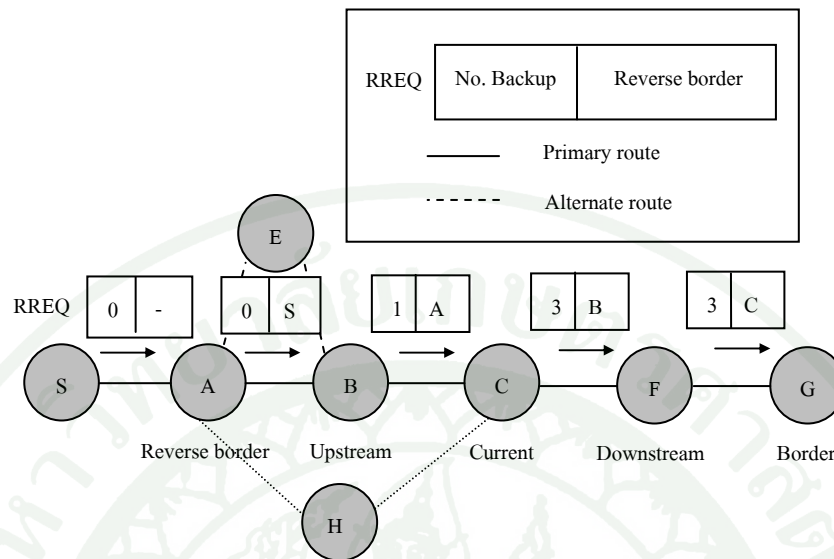 RREQ No. Backup Reverse border
Primary route
Alternate route
E
RREQ 0 - 0 S 1 A 3 B 3 C
S A B C F G
Reverse border Upstream Current Downstream Border
H